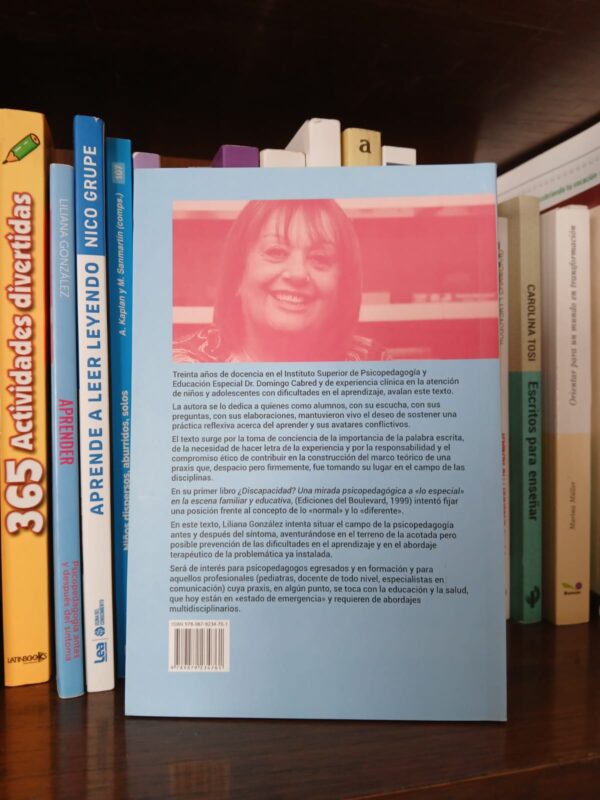 365 Actividades divertidas
LATINBOOKS
LILIANA GONZÁLEZ
APRENDER
Psicopedagogía antes
y después del síntoma
NICO GRUPE
APRENDE A LEER LEYENDO
Lea
107
A. Kaplan y M. Sanmartín (comps.)
Niños dispersos, aburridos, solos
a
Treinta años de docencia en el Instituto Superior de Psicopedagogía y
Educación Especial Dr. Domingo Cabred y de experiencia clínica en la atención
de niños y adolescentes con dificultades en el aprendizaje, avalan este texto.
La autora se lo dedica a quienes como alumnos, con su escucha, con sus
preguntas, con sus elaboraciones, mantuvieron vivo el deseo de sostener una
práctica reflexiva acerca del aprender y sus avatares conflictivos.
El texto surge por la toma de conciencia de la importancia de la palabra escrita,
de la necesidad de hacer letra de la experiencia y por la responsabilidad y el
compromiso ético de contribuir en la construcción del marco teórico de una
praxis que, despacio pero firmemente, fue tomando su lugar en el campo de las
disciplinas.
En su primer libro ¿Discapacidad? Una mirada psicopedagógica a «lo especial»
en la escena familiar y educativa, (Ediciones del Boulevard, 1999) intentó fijar
una posición frente al concepto de lo «normal» y lo «diferente».
En este texto, Liliana González intenta situar el campo de la psicopedagogía
antes y después del síntoma, aventurándose en el terreno de la acotada pero
posible prevención de las dificultades en el aprendizaje y en el abordaje
terapéutico de la problemática ya instalada.
Será de interés para psicopedagogos egresados y en formación y para
aquellos profesionales (pediatras, docente de todo nivel, especialistas en
comunicación) cuya praxis, en algún punto, se toca con la educación y la salud,
que hoy están en «estado de emergencia» y requieren de abordajes
multidisciplinarios.
CAROLINA TOSI
Escritos para enseñar
Orientar para un mundo en transformación
Marina Müller
Bonum
tu vocación